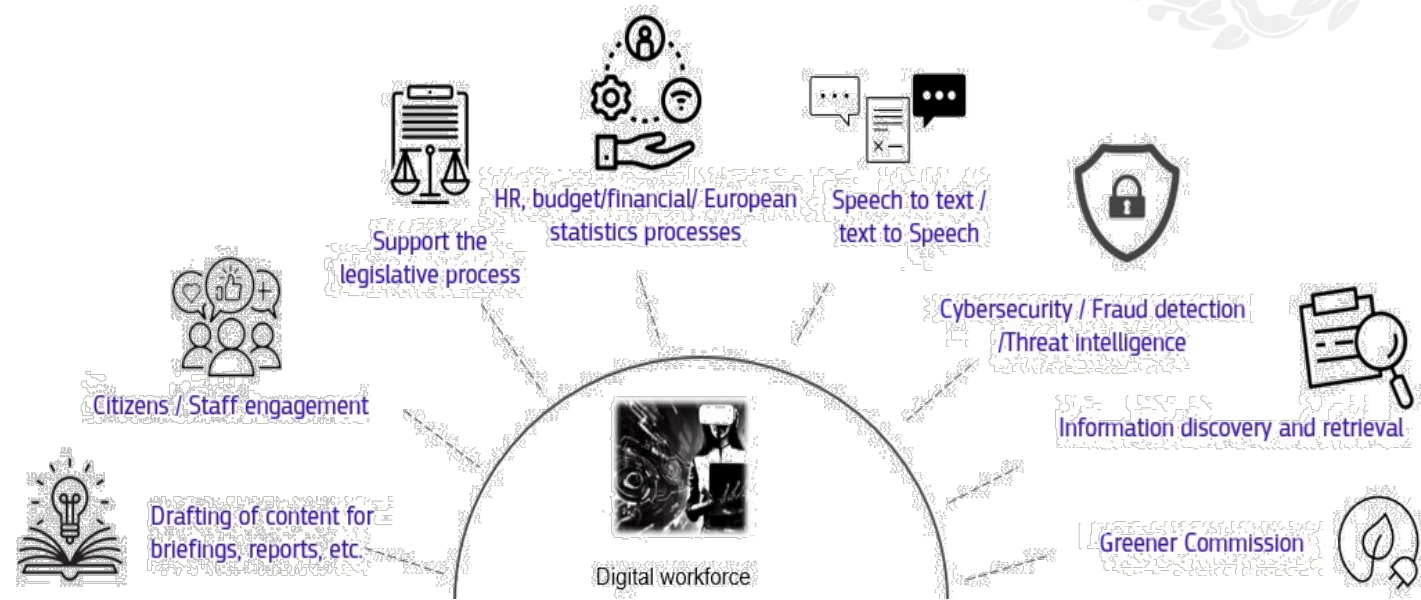 HR, budget/financial/ European
statistics processes
Speech to text /
text to Speech
Support the
legislative process
Cybersecurity / Fraud detection
/Threat intelligence
Citizens / Staff engagement
Information discovery and retrieval
Drafting of content for
briefings, reports, etc.
Greener Commission
Digital workforce